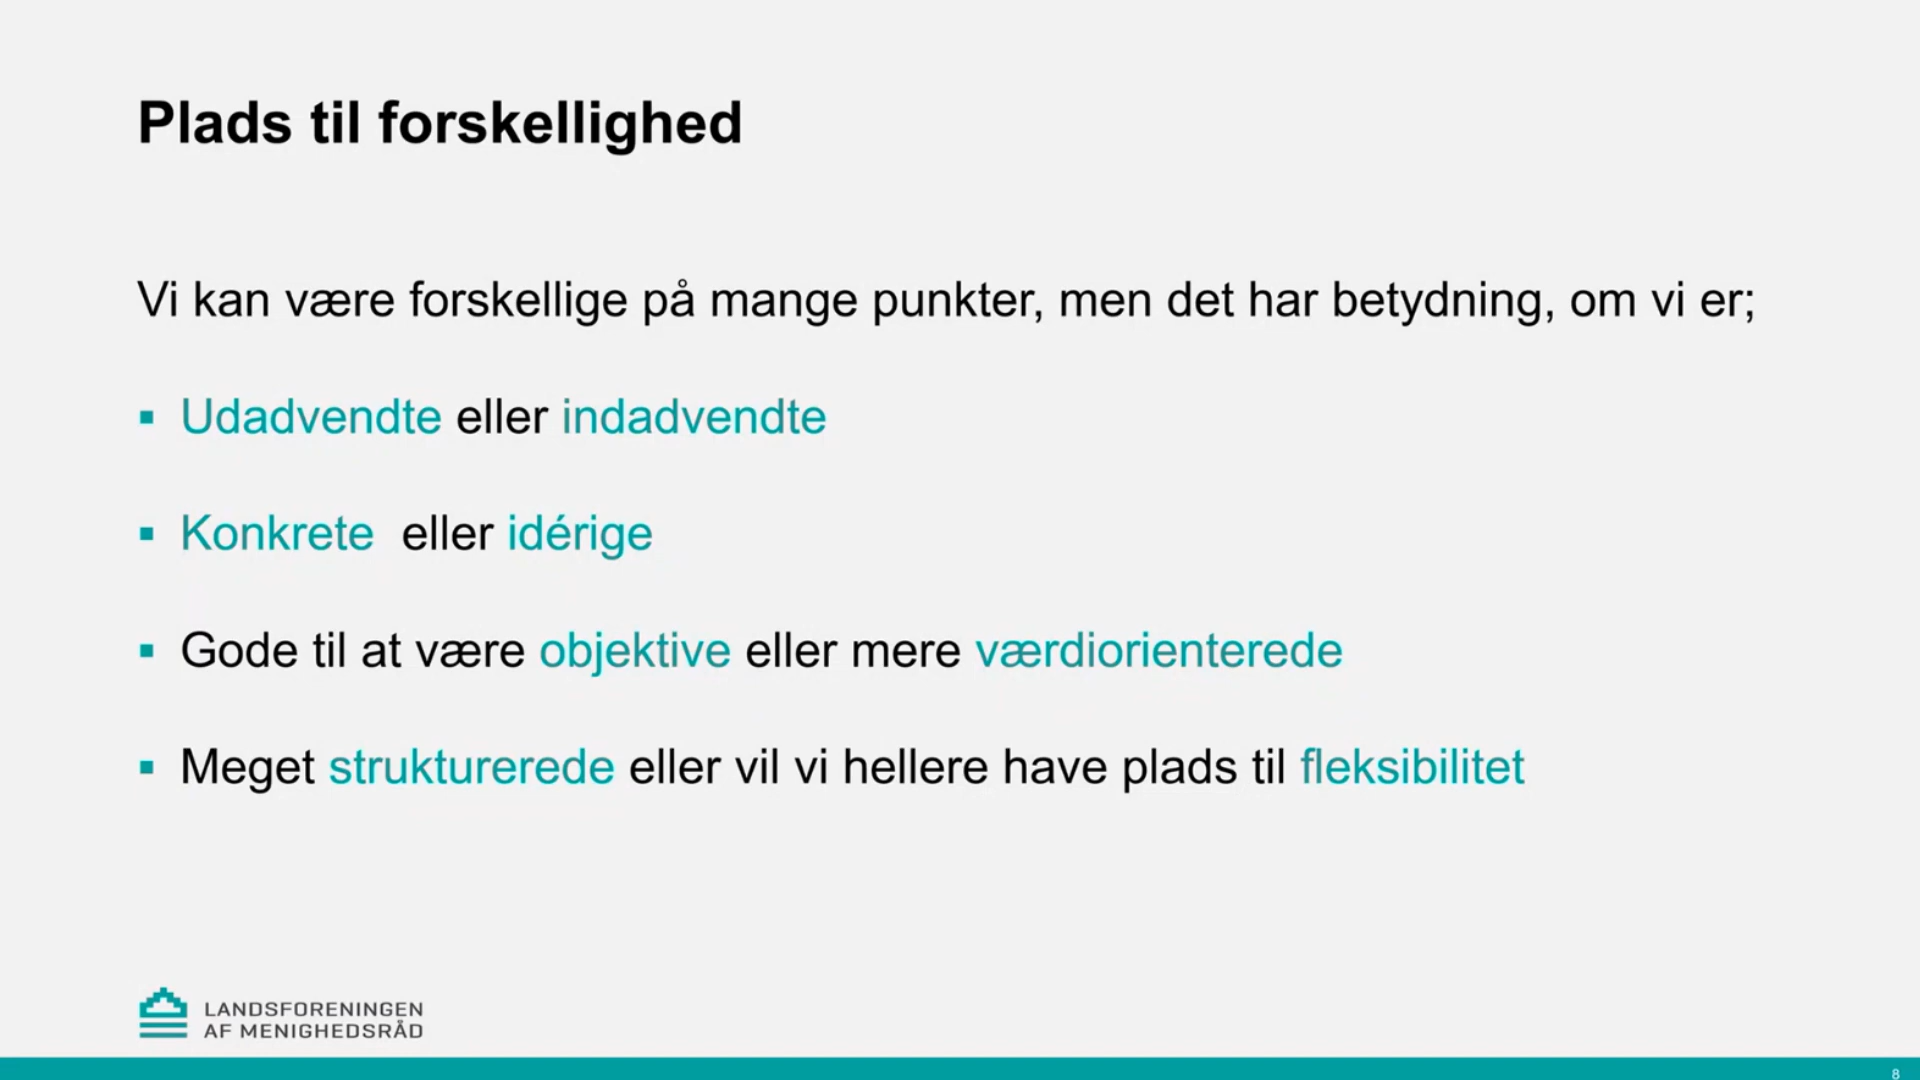 Plads til forskellighed
Vi kan være forskellige på mange punkter, men det har betydning, om vi er;
▪ Udadvendte eller indadvendte
▪ Konkrete  eller idérige
▪ Gode til at være objektive eller mere værdiorienterede
▪ Meget strukturerede eller vil vi hellere have plads til fleksibilitet
LANDSFORENINGEN
AF MENIGHEDSRÅD
8